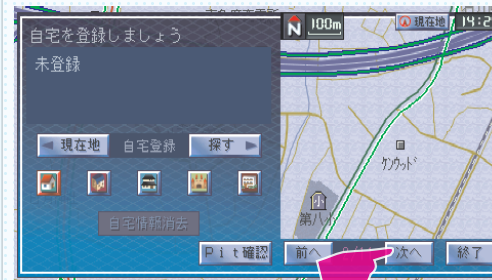 100m
現在地
自宅を登録しましょう
未登録
現在地
自宅登録
探す
ケンウッド
自宅情報消去
第八
Pit確認
前へ
次へ
終了